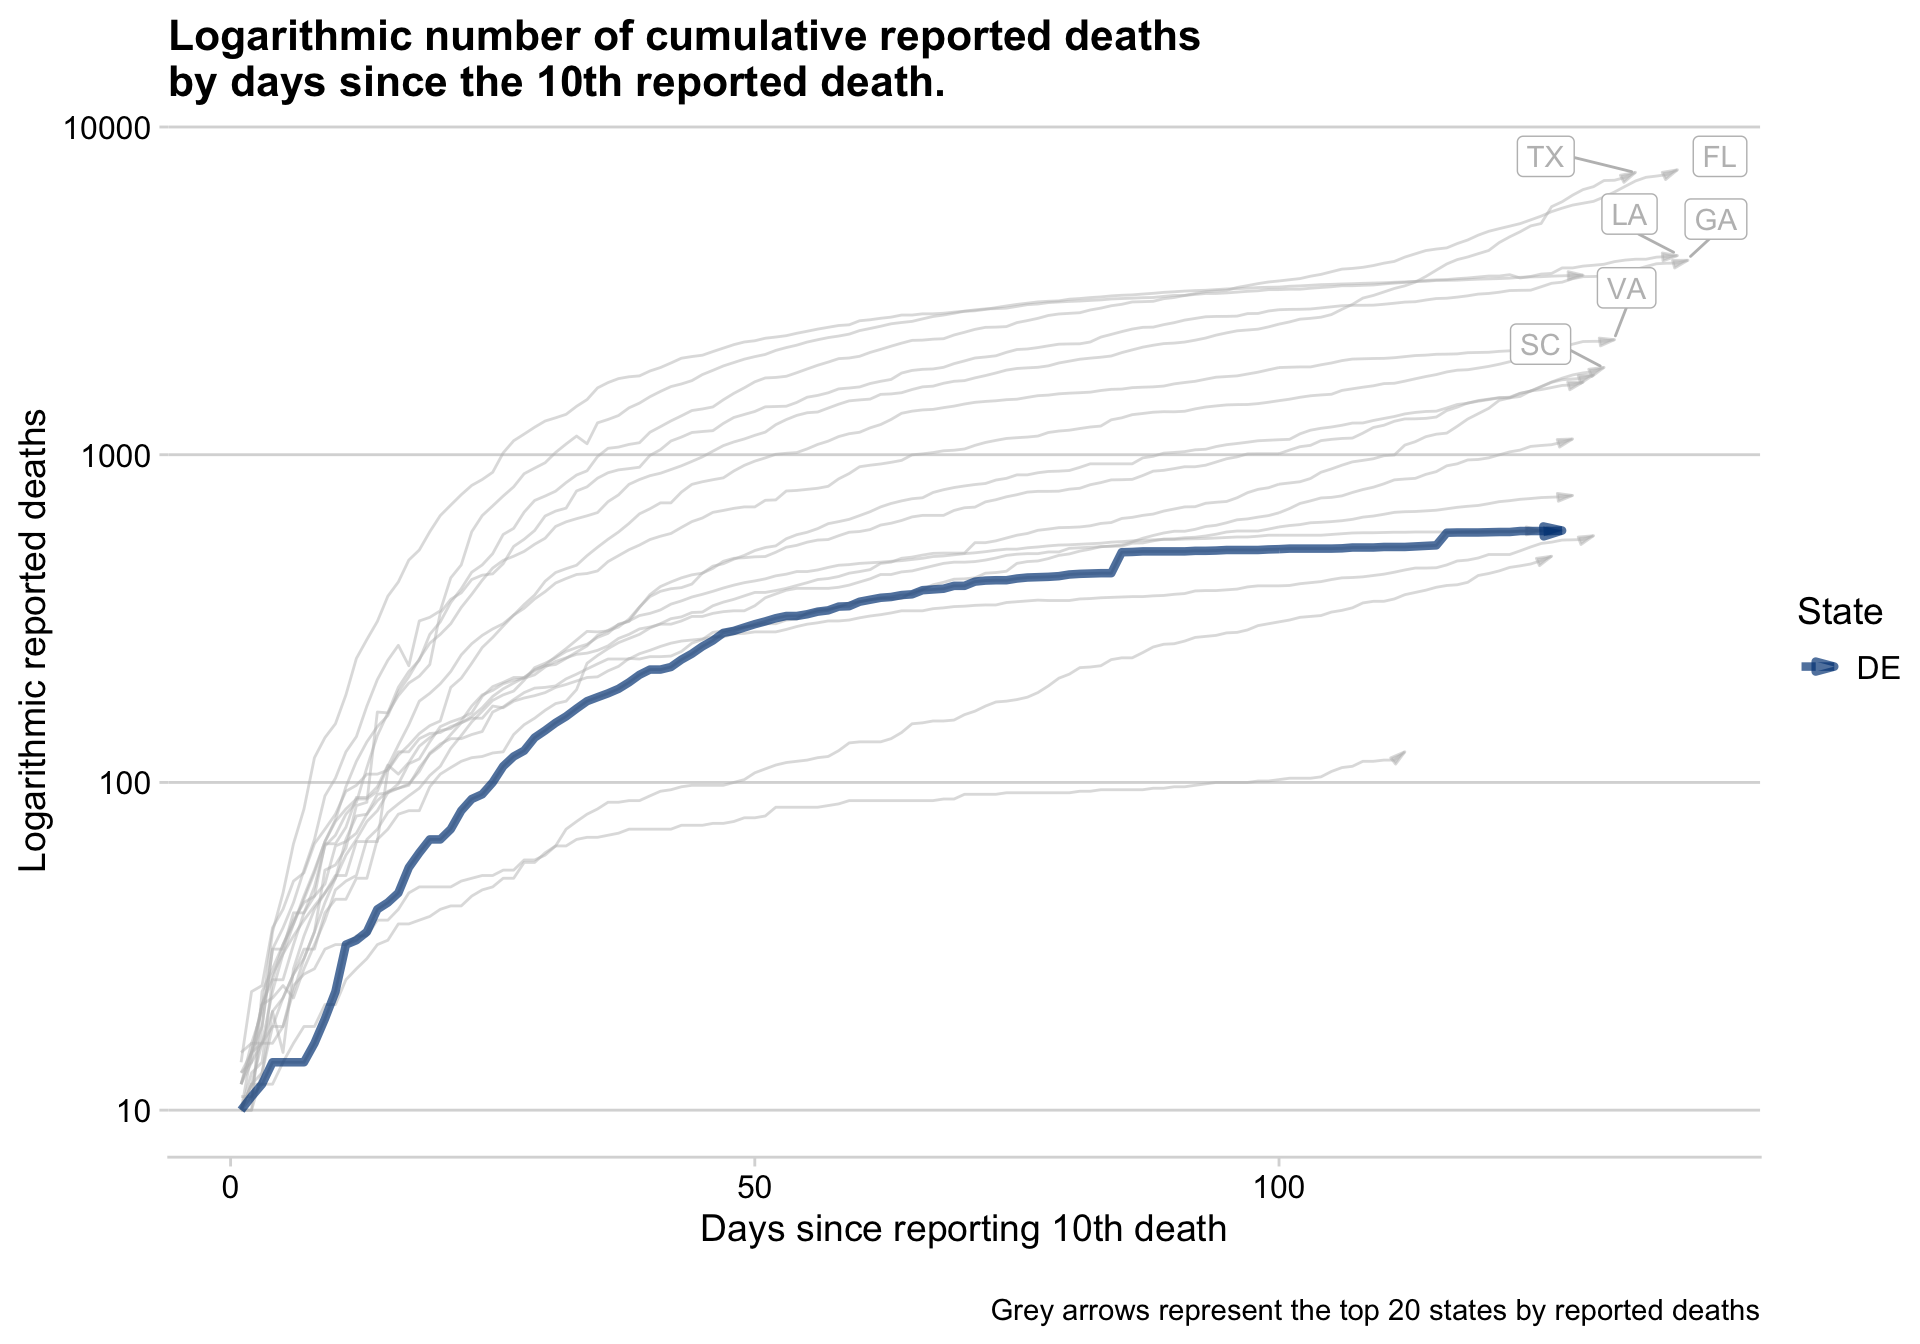 Logarithmic number of cumulative reported deaths
by days since the 10th reported death.
10000
1000
100
10
Logarithmic reported deaths
TX
FL
LA
GA
VA
SC
State
DE
0
50
100
Days since reporting 10th death
Grey arrows represent the top 20 states by reported deaths